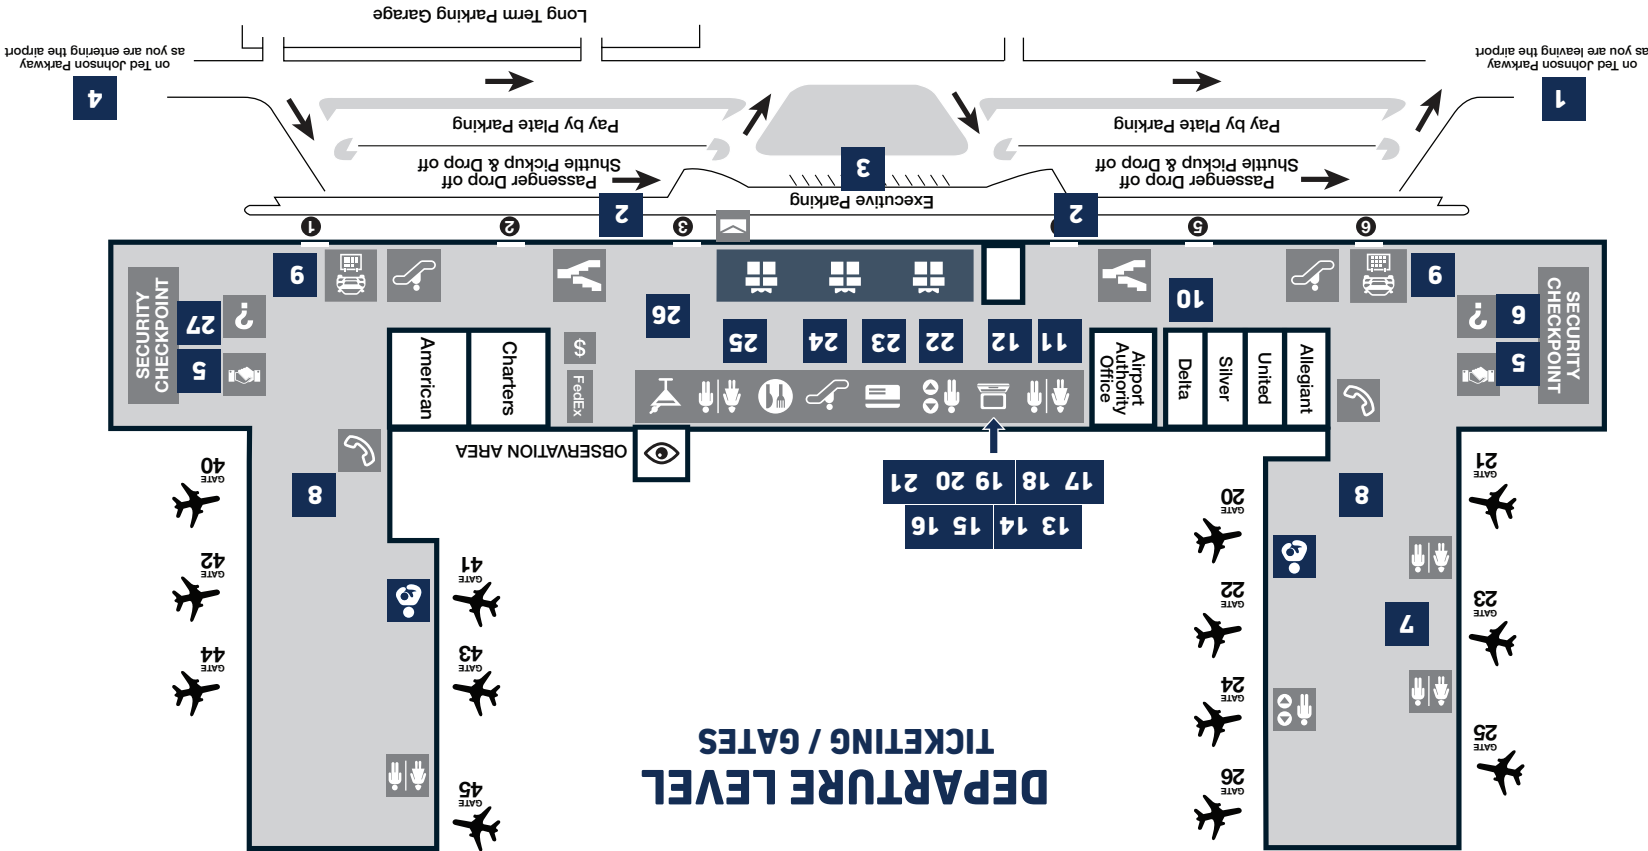 DEPARTURE LEVEL
TICKETING / GATES
GATE
25
GATE
23
GATE
21
GATE
26
GATE
24
GATE
22
GATE
20
GATE
45
GATE
43
GATE
41
GATE
44
GATE
42
GATE
40
7
8
8
13 14 15 16
17 18 19 20 21
OBSERVATION AREA
SECURITY
CHECKPOINT
5
6
?
9
Allegiant
United
Silver
Delta
10
Airport
Authority
Office
11
12
22
23
24
25
26
FedEx
$
Charters
American
9
5
27
?
SECURITY
CHECKPOINT
6
5
2
3
2
2
1
Executive Parking
3
Passenger Drop off
Shuttle Pickup & Drop off
Pay by Plate Parking
Passenger Drop off
Shuttle Pickup & Drop off
Pay by Plate Parking
1
on Ted Johnson Parkway
as you are leaving the airport
4
on Ted Johnson Parkway
as you are entering the airport
Long Term Parking Garage